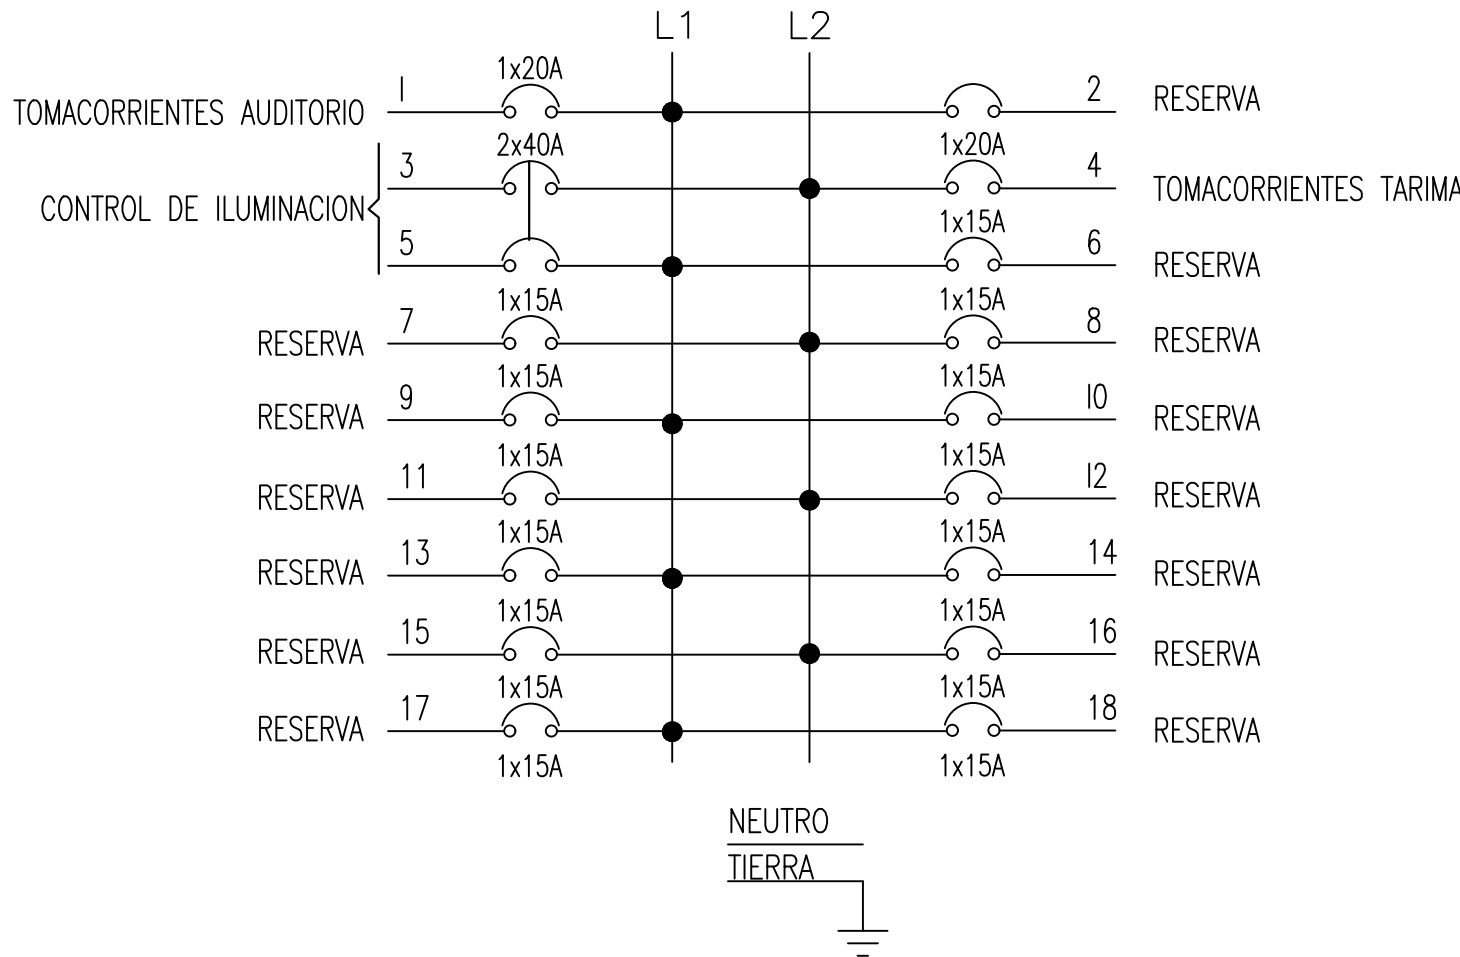 L1 L2
1x20A
TOMACORRIENTES AUDITORIO 1 2 RESERVA
2x40A 1x20A
3 4 TOMACORRIENTES TARIMA
CONTROL DE ILUMINACION
1x15A
5 6 RESERVA
1x15A 1x15A
RESERVA 7 8 RESERVA
1x15A 1x15A
RESERVA 9 10 RESERVA
1x15A 1x15A
RESERVA 11 12 RESERVA
1x15A 1x15A
RESERVA 13 14 RESERVA
1x15A 1x15A
RESERVA 15 16 RESERVA
1x15A 1x15A
RESERVA 17 18 RESERVA
1x15A 1x15A
NEUTRO
TIERRA